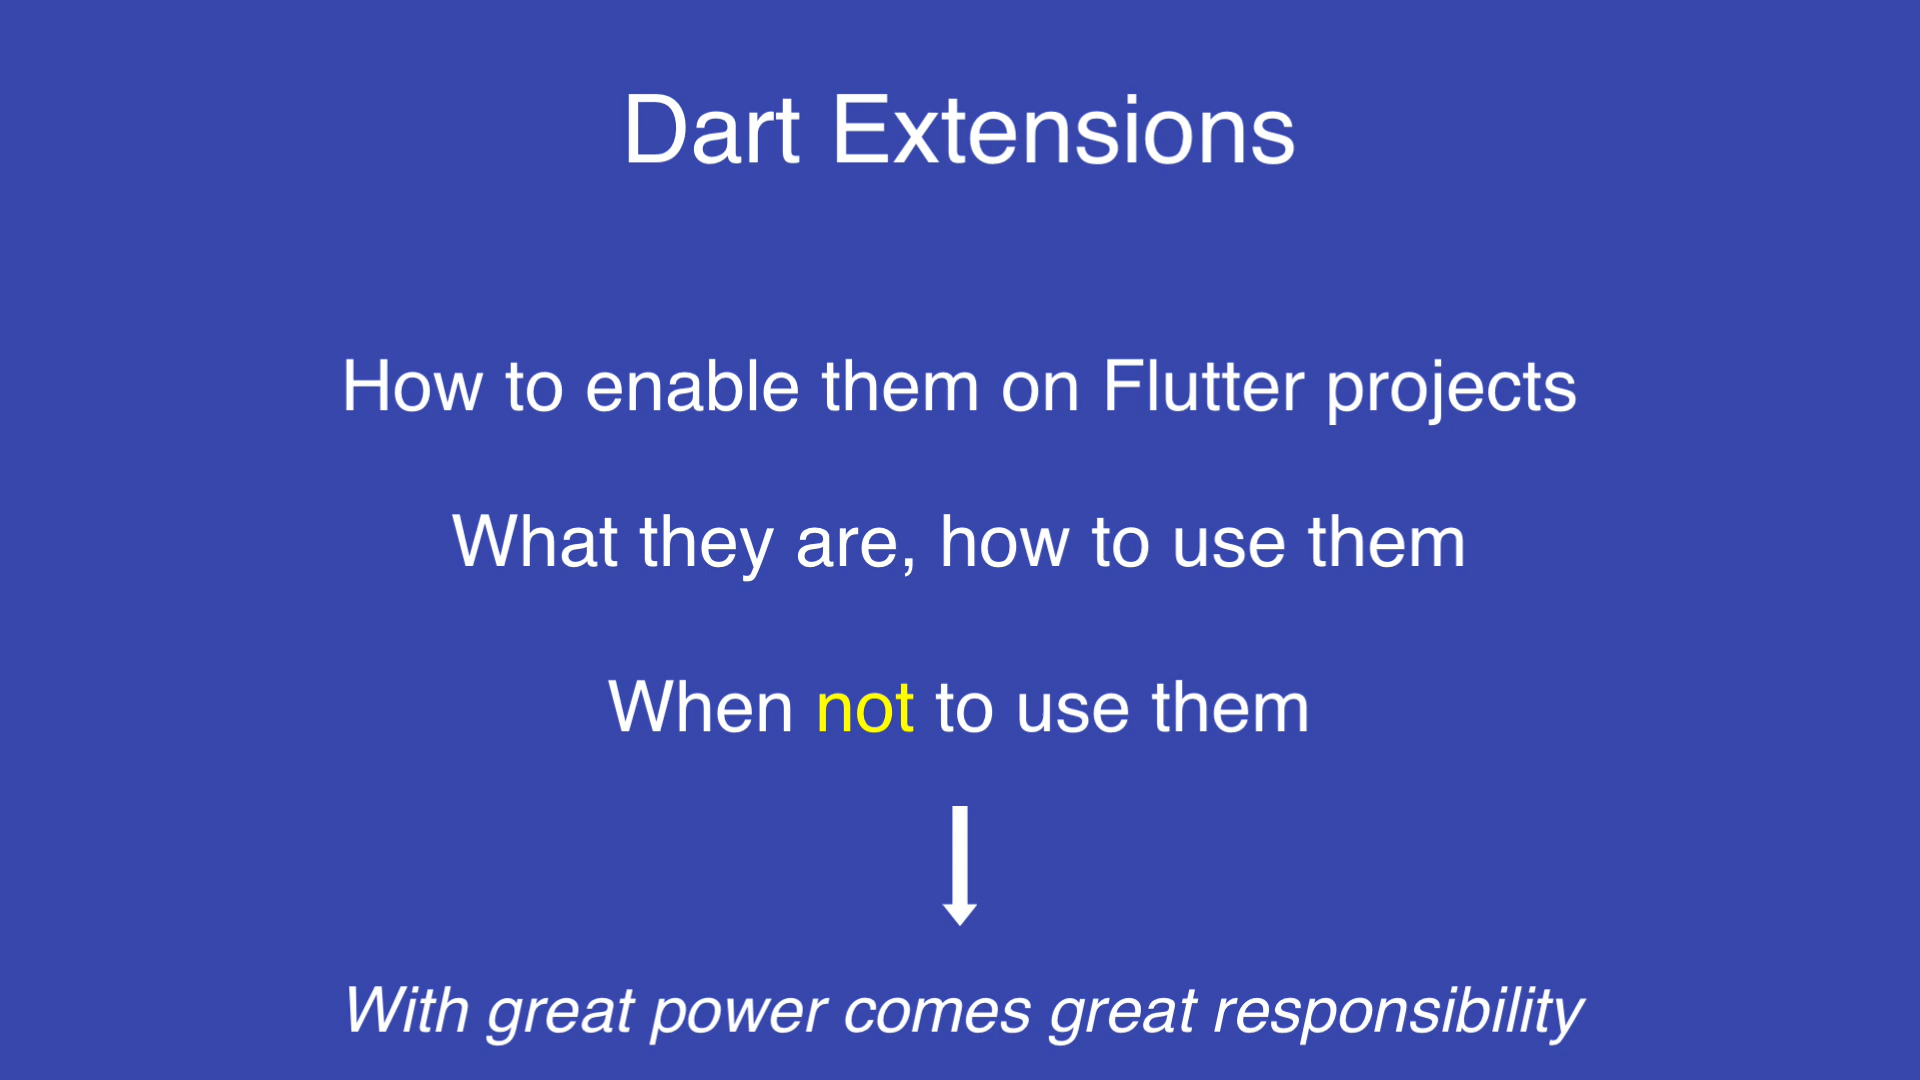 Dart Extensions
How to enable them on Flutter projects
What they are, how to use them
When not to use them
With great power comes great responsibility